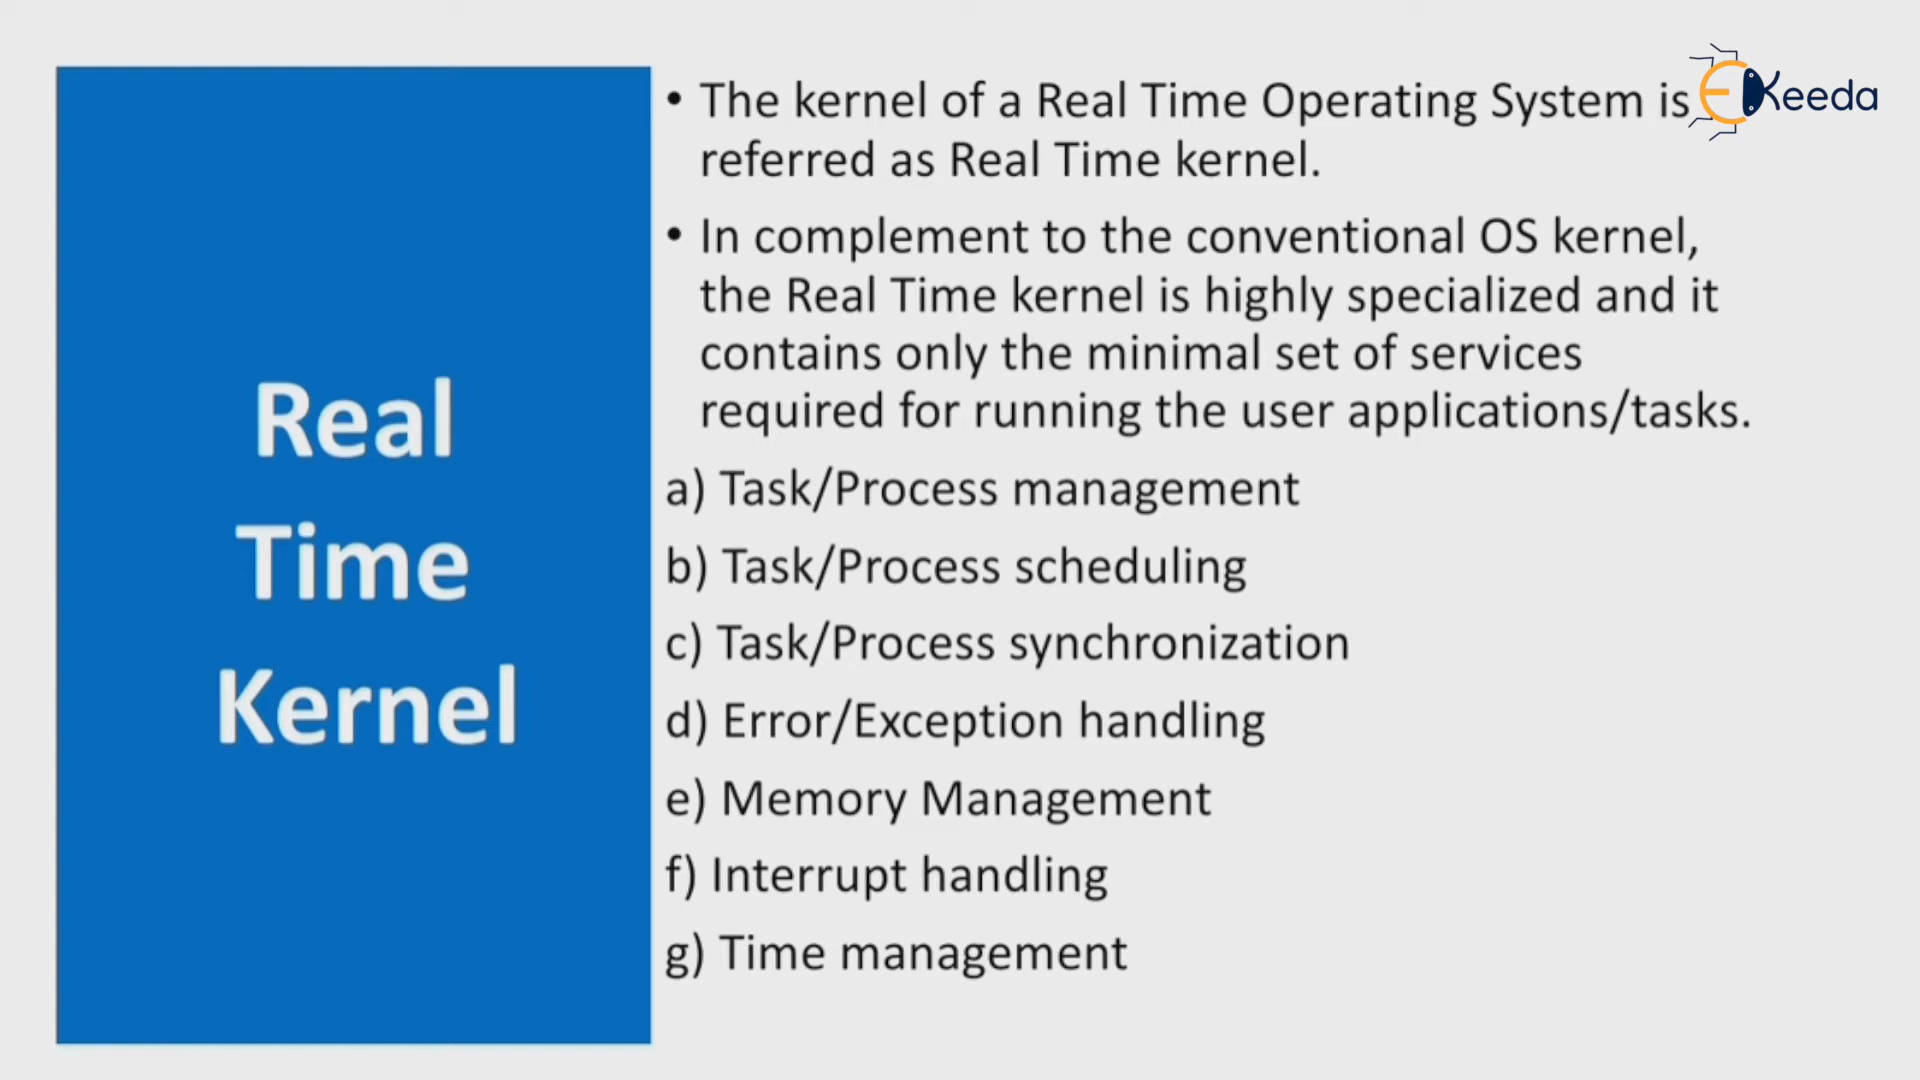 Real
Time
Kernel
• The kernel of a Real Time Operating System is
referred as Real Time kernel.
• In complement to the conventional OS kernel,
the Real Time kernel is highly specialized and it
contains only the minimal set of services
required for running the user applications/tasks.
a) Task/Process management
b) Task/Process scheduling
c) Task/Process synchronization
d) Error/Exception handling
e) Memory Management
f) Interrupt handling
g) Time management
EKeeda